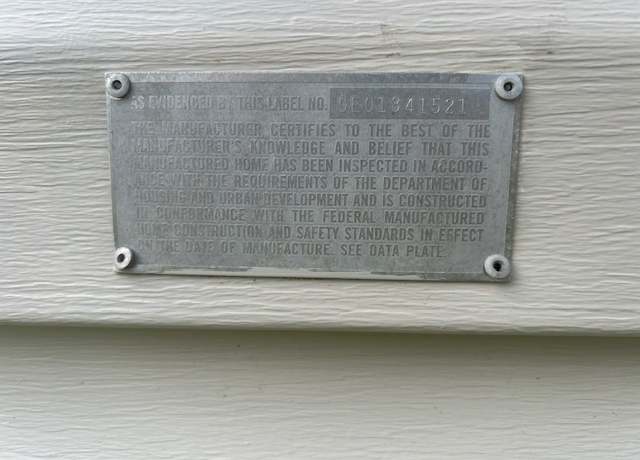 AS EVIDENCED BY THIS LABEL NO. GEO1341521
THE MANUFACTURER CERTIFIES TO THE BEST OF THE
MANUFACTURER'S KNOWLEDGE AND BELIEF THAT THIS
MANUFACTURED HOME HAS BEEN INSPECTED IN ACCORD-
ANCE WITH THE REQUIREMENTS OF THE DEPARTMENT OF
HOUSING AND URBAN DEVELOPMENT AND IS CONSTRUCTED
IN CONFORMANCE WITH THE FEDERAL MANUFACTURED
HOME CONSTRUCTION AND SAFETY STANDARDS IN EFFECT
ON THE DATE OF MANUFACTURE. SEE DATA PLATE.